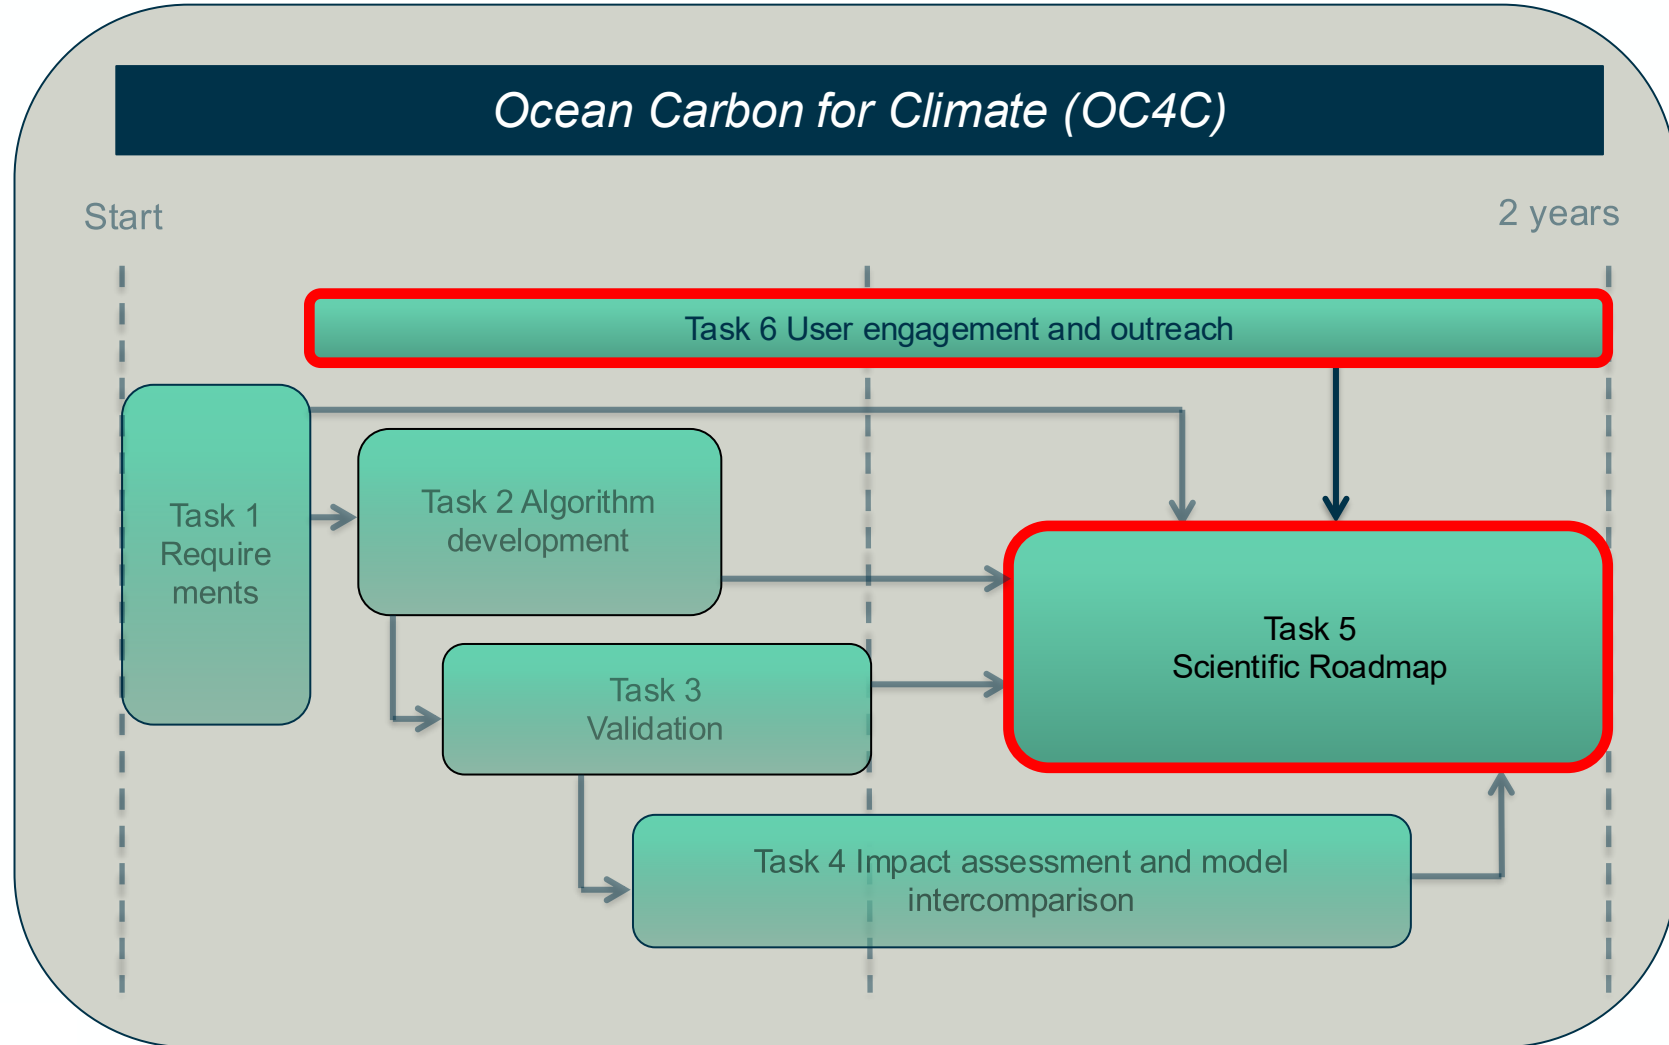 Ocean Carbon for Climate (OC4C)
Start
2 years
Task 6 User engagement and outreach
Task 1
Require
ments
Task 2 Algorithm
development
Task 3
Validation
Task 5
Scientific Roadmap
Task 4 Impact assessment and model
intercomparison